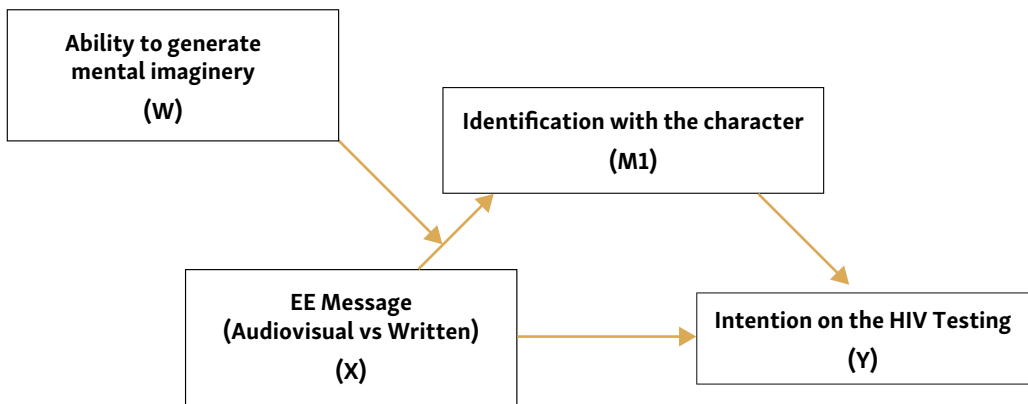 Ability to generate
mental imaginery
(W)
Identification with the character
(M1)
EE Message
(Audiovisual vs Written)
(X)
Intention on the HIV Testing
(Y)